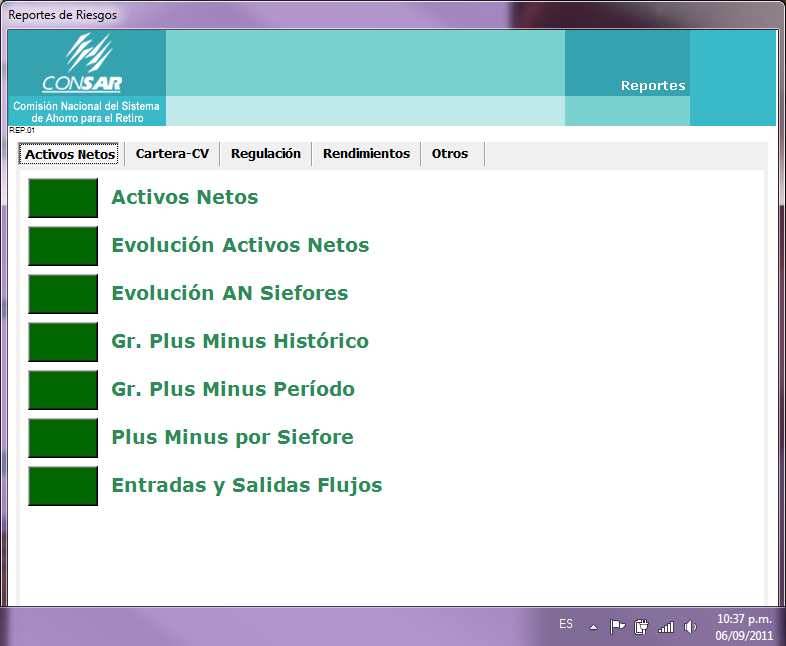 Reportes de Riesgos
CONSAR
Comisión Nacional del Sistema
de Ahorro para el Retiro
Reportes
REP.01
Activos Netos
Cartera-CV
Regulación
Rendimientos
Otros
Activos Netos
Evolución Activos Netos
Evolución AN Siefores
Gr. Plus Minus Histórico
Gr. Plus Minus Período
Plus Minus por Siefore
Entradas y Salidas Flujos
ES
10:37 p.m.
06/09/2011